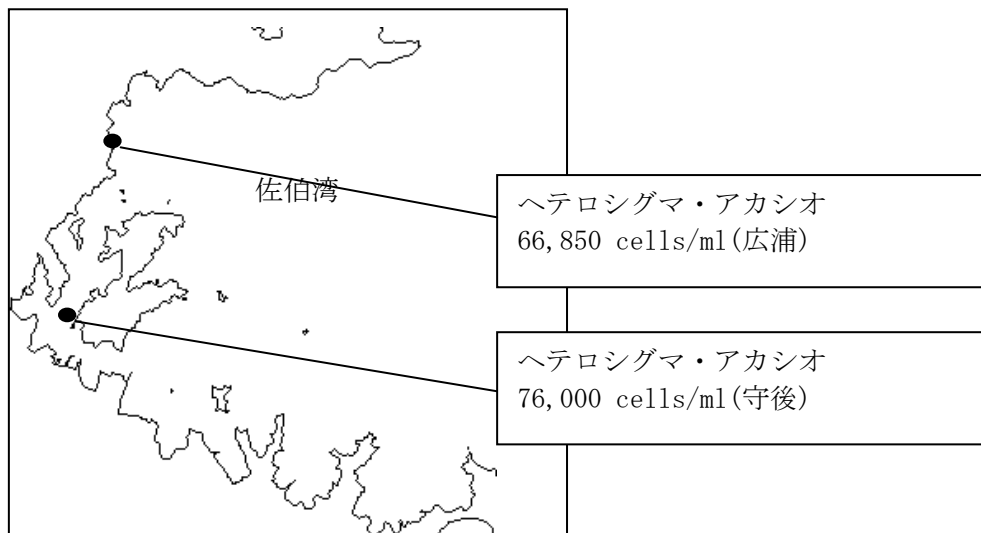 佐伯湾
ヘテロシグマ・アカシオ
66,850 cells/ml(広浦)
ヘテロシグマ・アカシオ
76,000 cells/ml(守後)